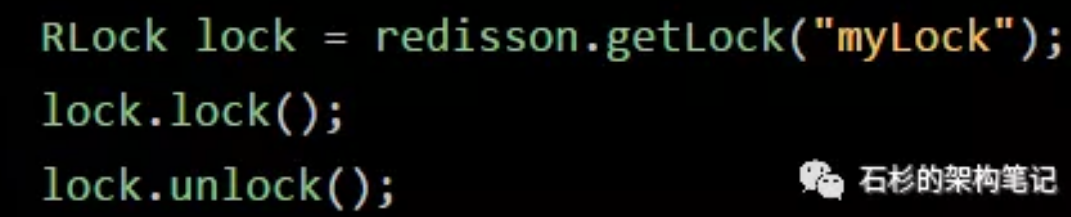 RLock lock = redisson.getLock("myLock");
lock.lock();
lock.unlock();
石杉的架构笔记